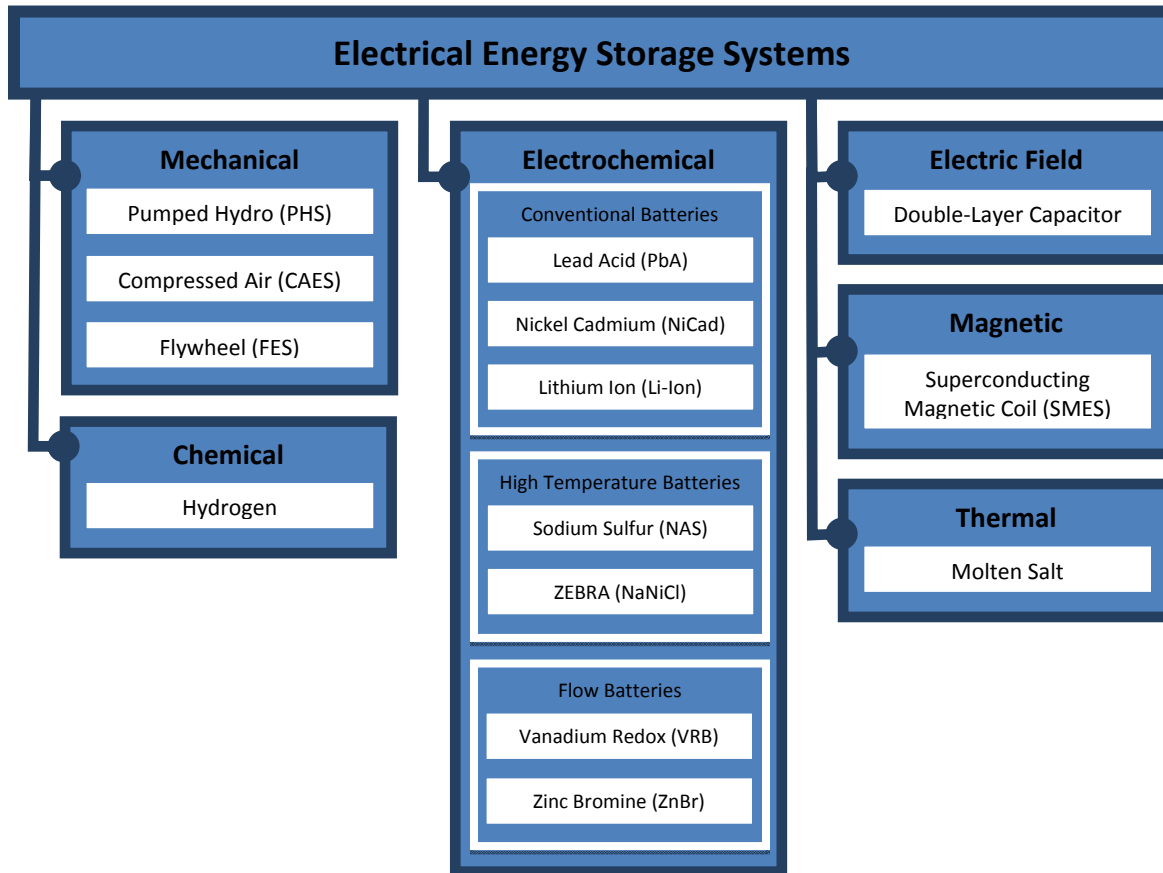 Electrical Energy Storage Systems
Mechanical
Pumped Hydro (PHS)
Compressed Air (CAES)
Flywheel (FES)
Chemical
Hydrogen
Electrochemical
Conventional Batteries
Lead Acid (PbA)
Nickel Cadmium (NiCad)
Lithium Ion (Li-Ion)
High Temperature Batteries
Sodium Sulfur (NAS)
ZEBRA (NaNiCl)
Flow Batteries
Vanadium Redox (VRB)
Zinc Bromine (ZnBr)
Electric Field
Double-Layer Capacitor
Magnetic
Superconducting
Magnetic Coil (SMES)
Thermal
Molten Salt